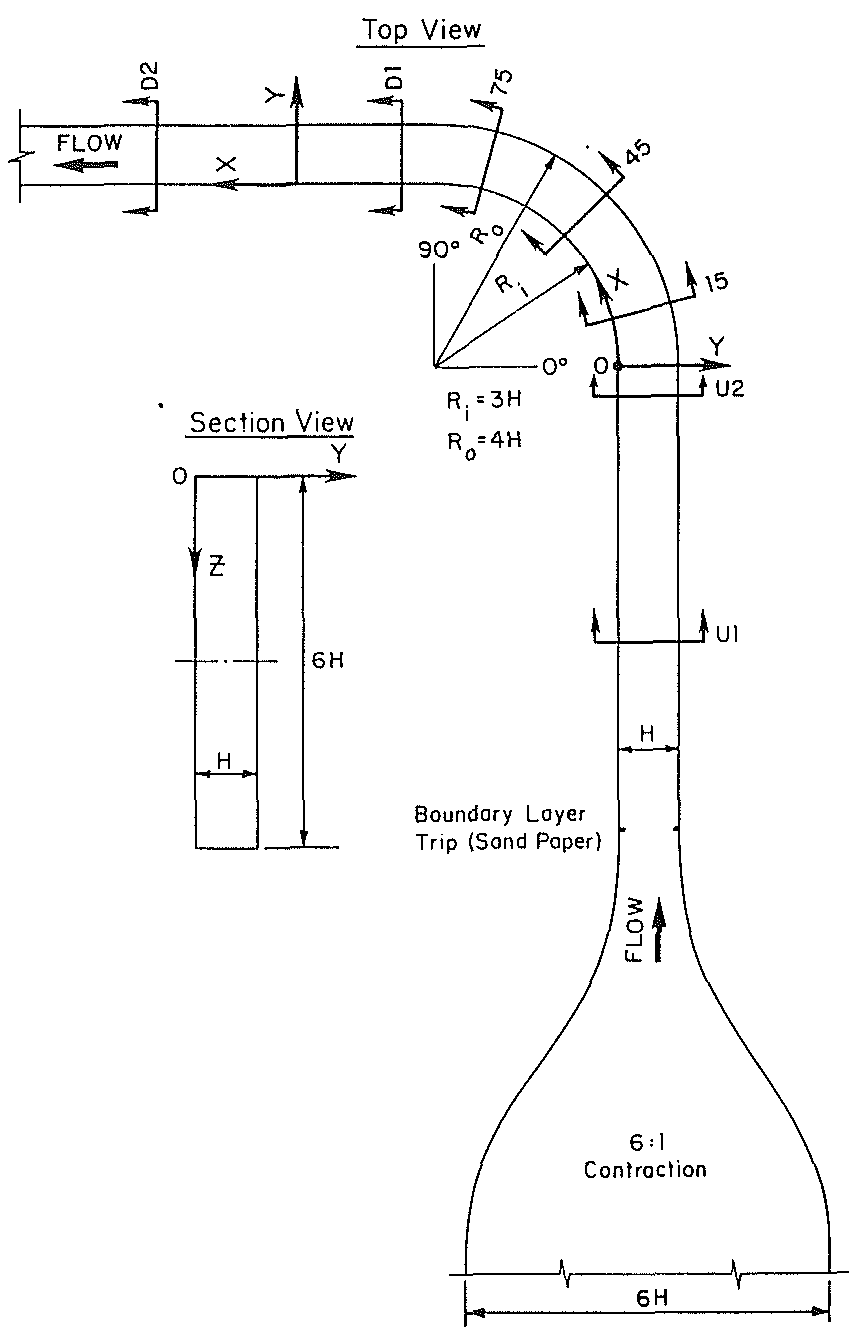 Top View
D2
Y
D1
75
FLOW
X
45
R_o
90°
R_i
X
15
0°
O
Y
R_i=3H
U2
R_o=4H
Section View
Y
O
Z
U1
6H
H
H
Boundary Layer
Trip (Sand Paper)
FLOW
6:1
Contraction
6H